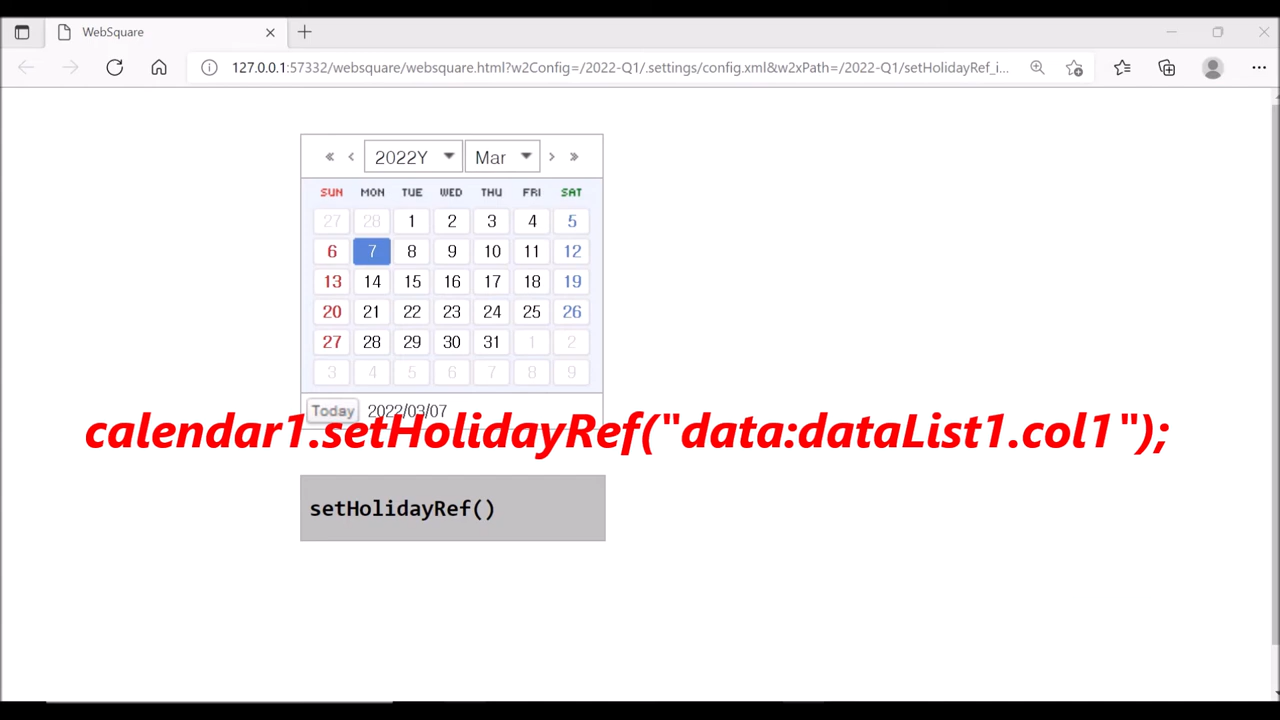 WebSquare
127.0.0.1:57332/websquare/websquare.html?w2Config=/2022-Q1/.settings/config.xml&w2xPath=/2022-Q1/setHolidayRef_i...
2022Y Mar
SUN MON TUE WED THU FRI SAT
27 28 1 2 3 4 5
6 7 8 9 10 11 12
13 14 15 16 17 18 19
20 21 22 23 24 25 26
27 28 29 30 31 1 2
3 4 5 6 7 8 9
Today 2022/03/07
calendar1.setHolidayRef("data:dataList1.col1");
setHolidayRef()